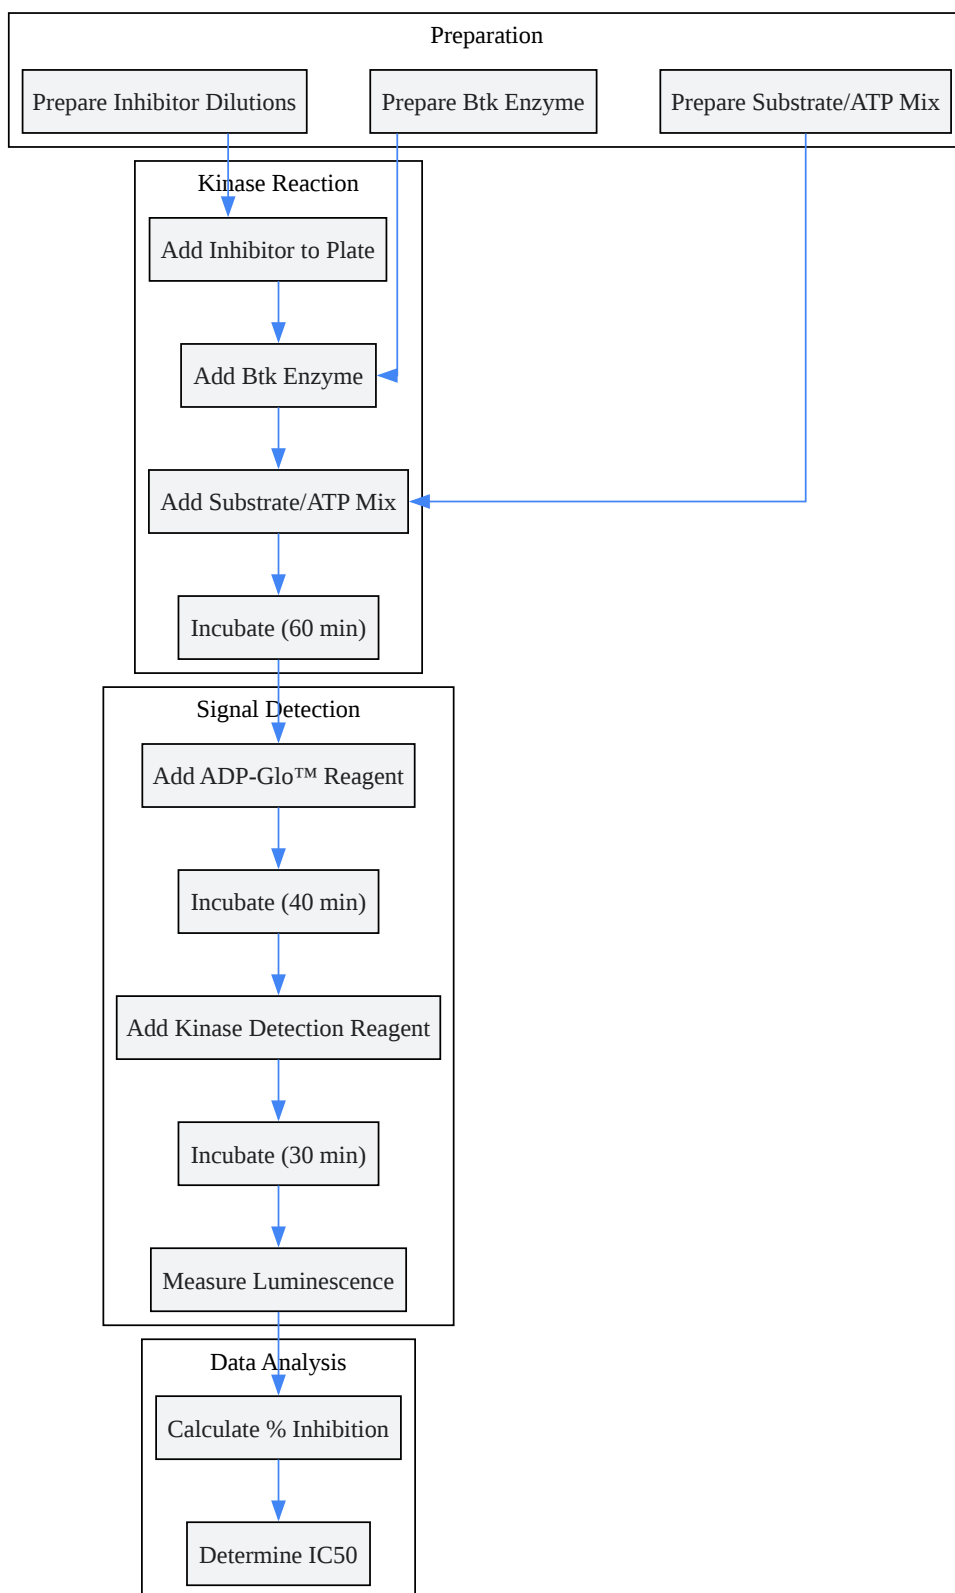 Preparation
Prepare Inhibitor Dilutions
Prepare Btk Enzyme
Prepare Substrate/ATP Mix
Kinase Reaction
Add Inhibitor to Plate
Add Btk Enzyme
Add Substrate/ATP Mix
Incubate (60 min)
Signal Detection
Add ADP-Glo™ Reagent
Incubate (40 min)
Add Kinase Detection Reagent
Incubate (30 min)
Measure Luminescence
Data Analysis
Calculate % Inhibition
Determine IC50